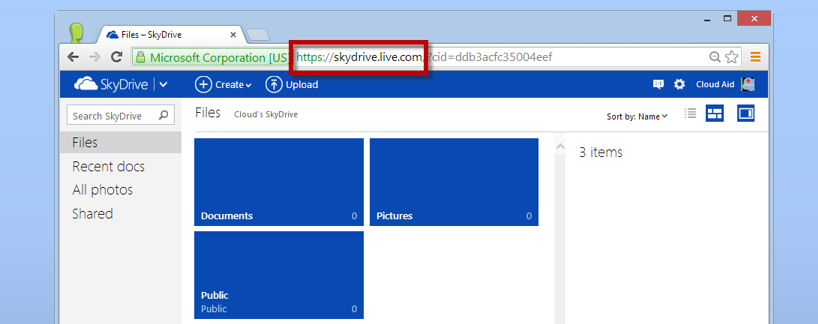 Files – SkyDrive
Microsoft Corporation [US] https://skydrive.live.com/?cid=ddb3acfc35004eef
SkyDrive Create Upload Cloud Aid
Search SkyDrive Files Cloud's SkyDrive Sort by: Name
Files
Recent docs
All photos
Shared
3 items
Documents 0 Pictures 0
Public
Public 0